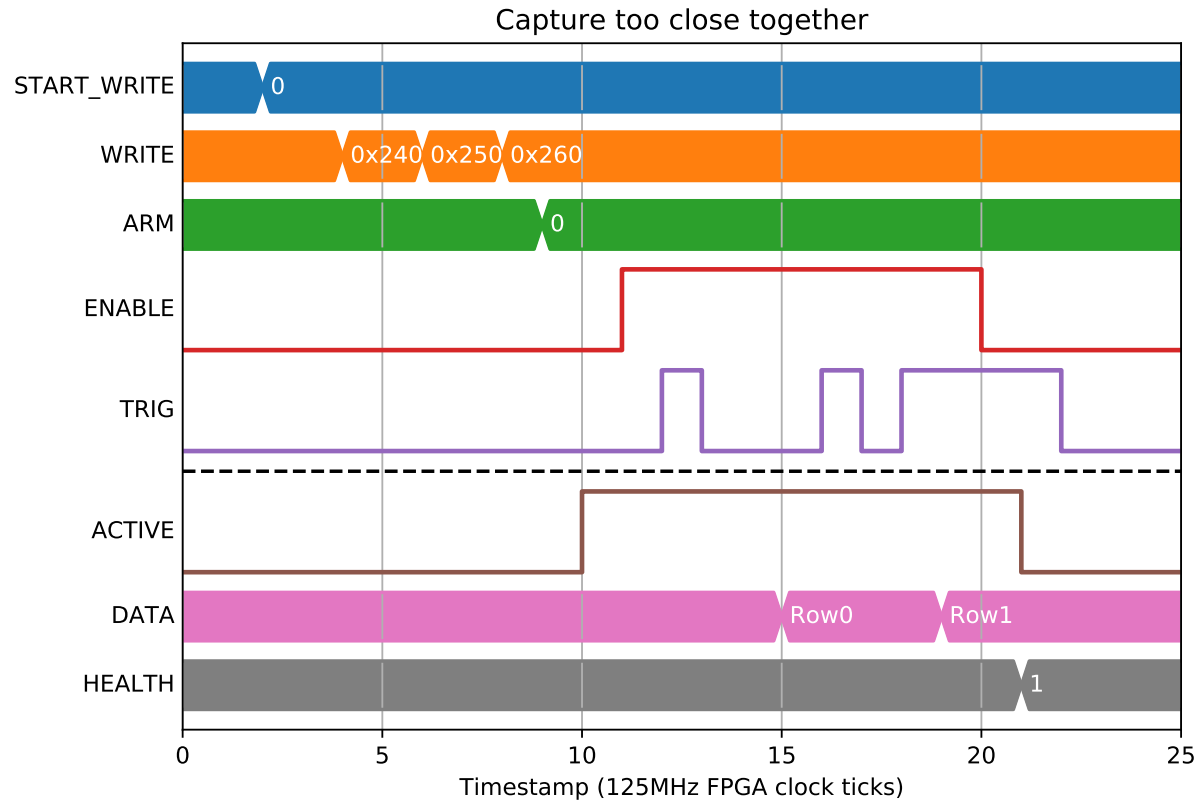 Capture too close together
START_WRITE 0
WRITE 0x240 0x250 0x260
ARM 0
ENABLE
TRIG
ACTIVE
DATA Row0 Row1
HEALTH 1
0 5 10 15 20 25
Timestamp (125MHz FPGA clock ticks)